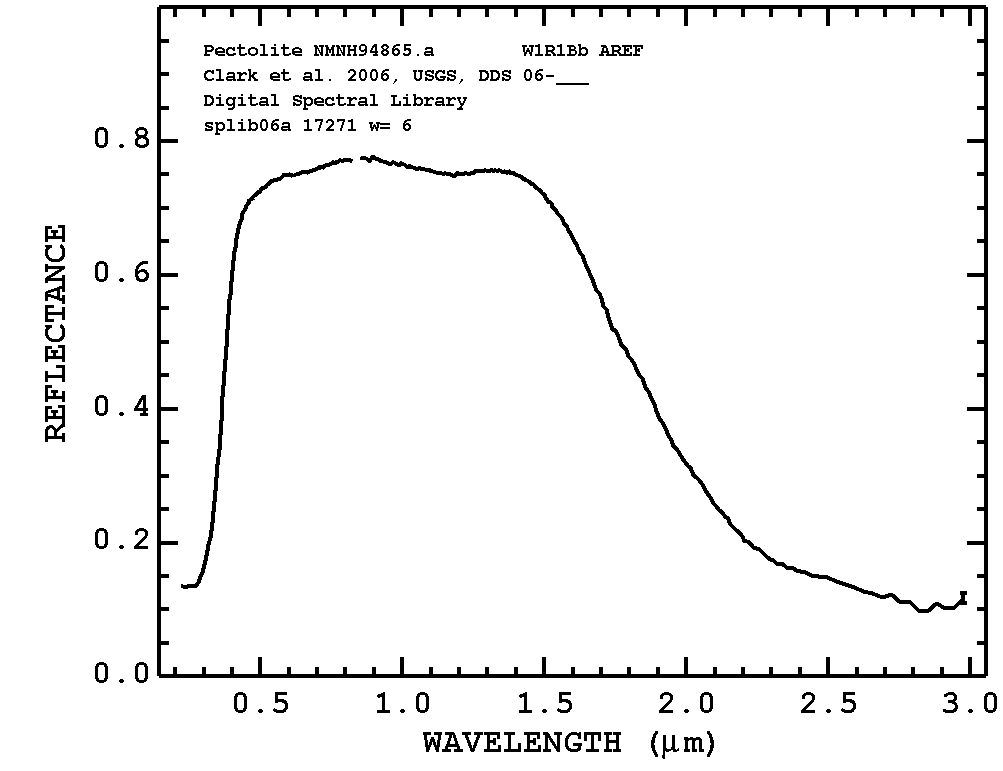 Pectolite NMNH94865.a W1R1Bb AREF
Clark et al. 2006, USGS, DDS 06-___
Digital Spectral Library
splib06a 17271 w= 6
0.8
0.6
0.4
0.2
0.0
REFLECTANCE
0.5 1.0 1.5 2.0 2.5 3.0
WAVELENGTH (μm)